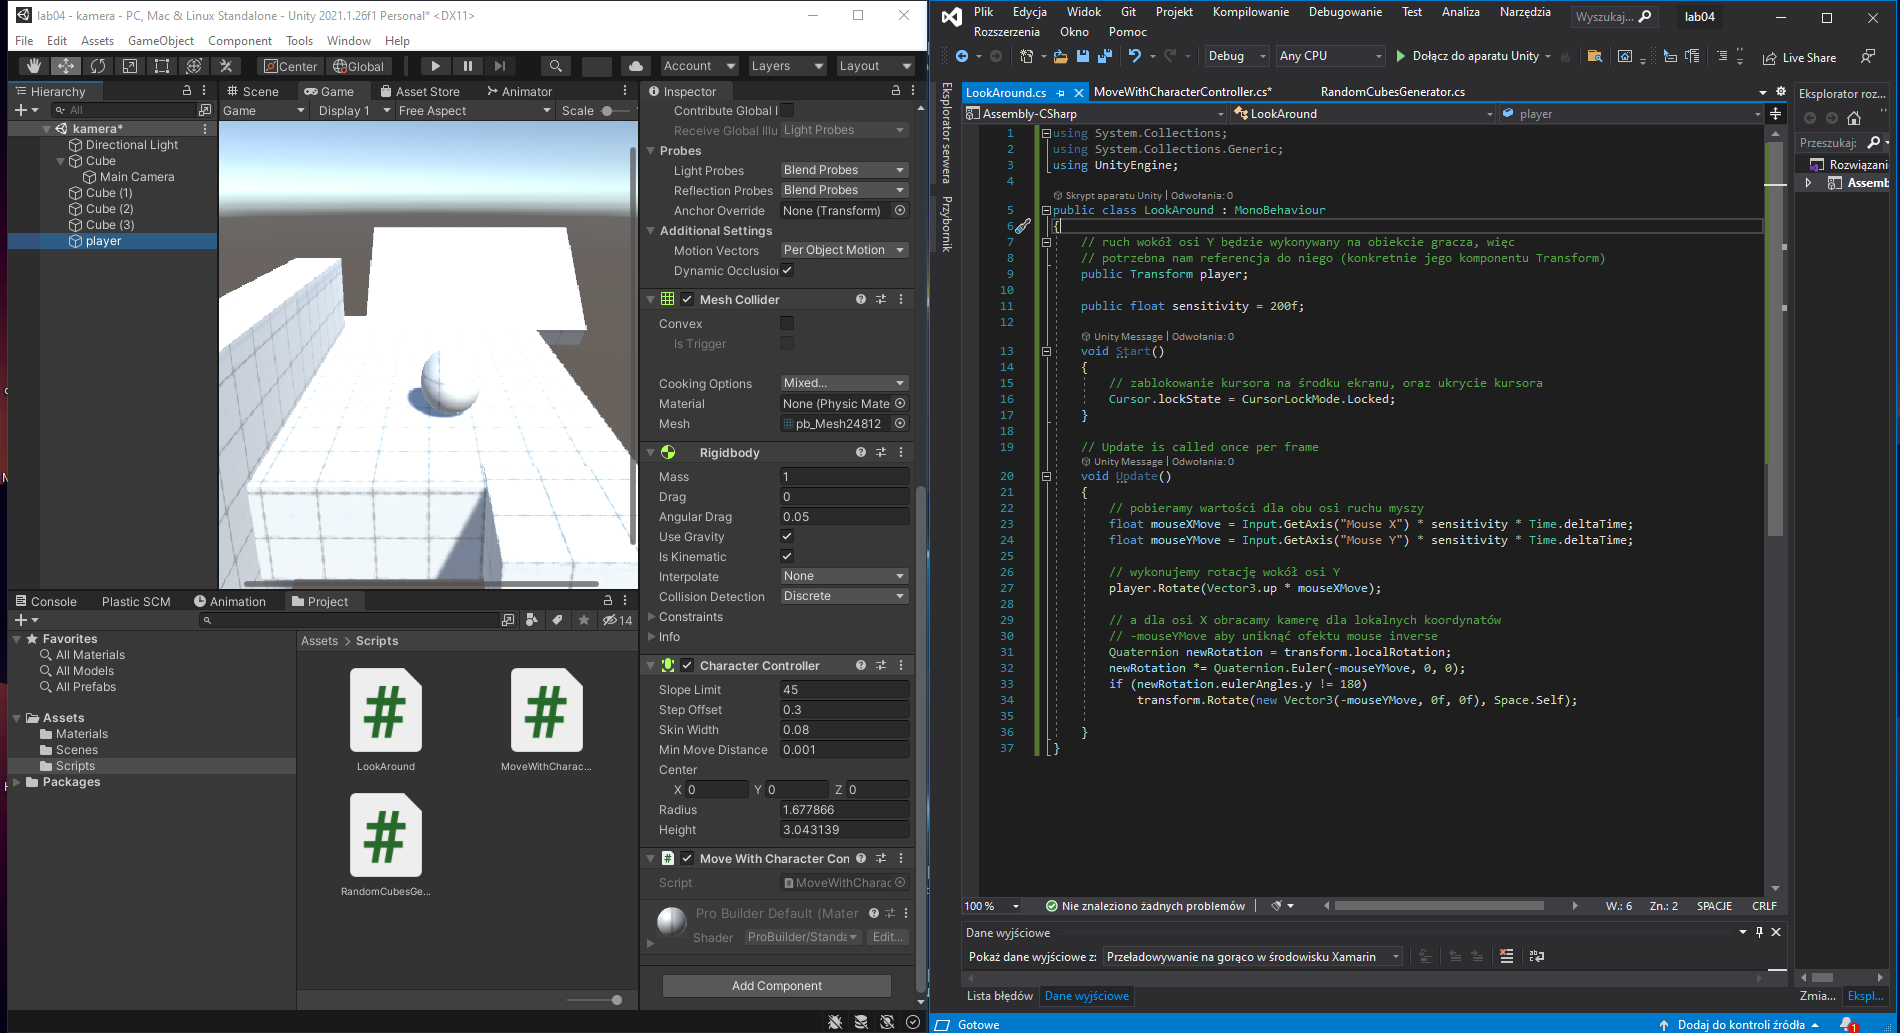 lab04 - kamera - PC, Mac & Linux Standalone - Unity 2021.1.26f1 Personal* <DX11>
File Edit Assets GameObject Component Tools Window Help
Center Global Account Layers Layout
Hierarchy
All
kamera*
Directional Light
Cube
Main Camera
Cube (1)
Cube (2)
Cube (3)
player
Scene Game Asset Store Animator
Game Display 1 Free Aspect Scale
Inspector
Contribute Global I
Receive Global Illu Light Probes
Probes
Light Probes Blend Probes
Reflection Probes Blend Probes
Anchor Override None (Transform)
Additional Settings
Motion Vectors Per Object Motion
Dynamic Occlusion
Mesh Collider
Convex
Is Trigger
Cooking Options Mixed...
Material None (Physic Mate
Mesh pb_Mesh24812
Rigidbody
Mass 1
Drag 0
Angular Drag 0.05
Use Gravity
Is Kinematic
Interpolate None
Collision Detection Discrete
Constraints
Info
Character Controller
Slope Limit 45
Step Offset 0.3
Skin Width 0.08
Min Move Distance 0.001
Center
X 0 Y 0 Z 0
Radius 1.677866
Height 3.043139
Move With Character Con
Script MoveWithCharac
Pro Builder Default (Mater
Shader ProBuilder/Standa Edit...
Add Component
Console Plastic SCM Animation Project
14
Favorites
All Materials
All Models
All Prefabs
Assets
Materials
Scenes
Scripts
Packages
Assets > Scripts
LookAround
MoveWithCharac...
RandomCubesGe...
Plik Edycja Widok Git Projekt Kompilowanie Debugowanie Test Analiza Narzędzia
Rozszerzenia Okno Pomoc
Wyszukaj...
lab04
Debug Any CPU Dołącz do aparatu Unity
Live Share
Eksplorator serwera
Przybornik
LookAround.cs MoveWithCharacterController.cs* RandomCubesGenerator.cs
Assembly-CSharp LookAround player
1 using System.Collections;
2 using System.Collections.Generic;
3 using UnityEngine;
4
Skrypt aparatu Unity | Odwołania: 0
5 public class LookAround : MonoBehaviour
6 {
7 // ruch wokół osi Y będzie wykonywany na obiekcie gracza, więc
8 // potrzebna nam referencja do niego (konkretnie jego komponentu Transform)
9 public Transform player;
10
11 public float sensitivity = 200f;
12
Unity Message | Odwołania: 0
13 void Start()
14 {
15 // zablokowanie kursora na środku ekranu, oraz ukrycie kursora
16 Cursor.lockState = CursorLockMode.Locked;
17 }
18
19 // Update is called once per frame
Unity Message | Odwołania: 0
20 void Update()
21 {
22 // pobieramy wartości dla obu osi ruchu myszy
23 float mouseXMove = Input.GetAxis("Mouse X") * sensitivity * Time.deltaTime;
24 float mouseYMove = Input.GetAxis("Mouse Y") * sensitivity * Time.deltaTime;
25
26 // wykonujemy rotację wokół osi Y
27 player.Rotate(Vector3.up * mouseXMove);
28
29 // a dla osi X obracamy kamerę dla lokalnych koordynatów
30 // -mouseYMove aby uniknąć ofektu mouse inverse
31 Quaternion newRotation = transform.localRotation;
32 newRotation *= Quaternion.Euler(-mouseYMove, 0, 0);
33 if (newRotation.eulerAngles.y != 180)
34 transform.Rotate(new Vector3(-mouseYMove, 0f, 0f), Space.Self);
35
36 }
37 }
100 % Nie znaleziono żadnych problemów W.: 6 Zn.: 2 SPACJE CRLF
Dane wyjściowe
Pokaż dane wyjściowe z: Przeładowywanie na gorąco w środowisku Xamarin
Lista błędów Dane wyjściowe
Eksplorator roz...
Przeszukaj:
Rozwiązani
Assemb
Zmia... Ekspl...
Gotowe
Dodaj do kontroli źródła 1